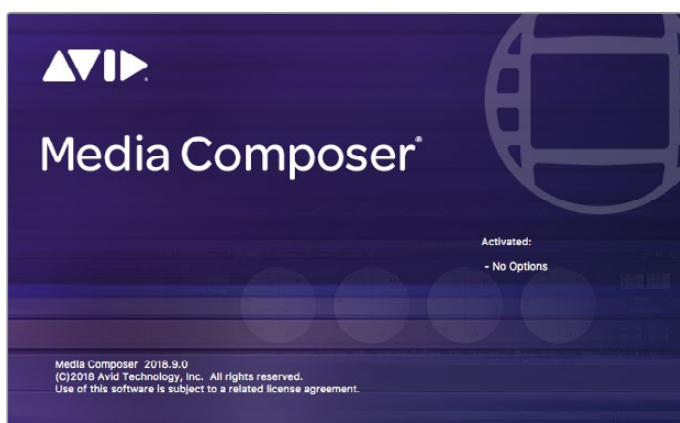 AVID.
Media Composer®
Activated:
- No Options
Media Composer 2018.9.0
(C)2018 Avid Technology, Inc. All rights reserved.
Use of this software is subject to a related license agreement.